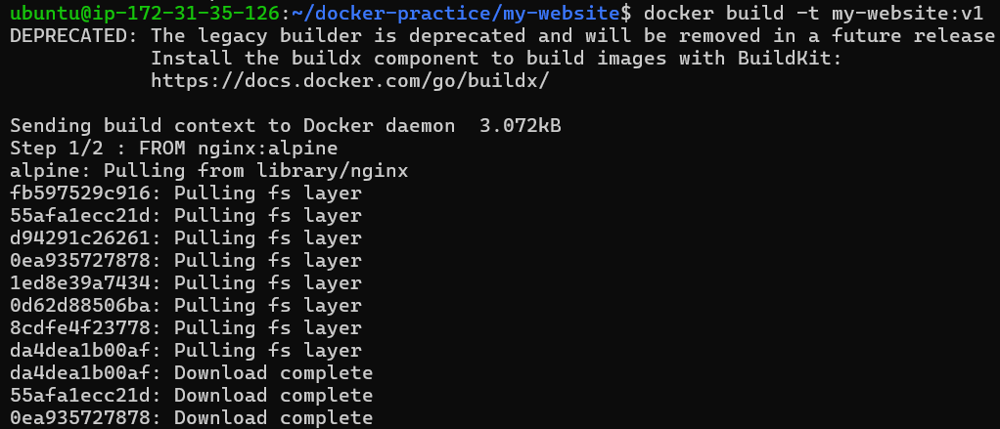 ubuntu@ip-172-31-35-126:~/docker-practice/my-website$ docker build -t my-website:v1
DEPRECATED: The legacy builder is deprecated and will be removed in a future release
            Install the buildx component to build images with BuildKit:
            https://docs.docker.com/go/buildx/

Sending build context to Docker daemon  3.072kB
Step 1/2 : FROM nginx:alpine
alpine: Pulling from library/nginx
fb597529c916: Pulling fs layer
55afa1ecc21d: Pulling fs layer
d94291c26261: Pulling fs layer
0ea935727878: Pulling fs layer
1ed8e39a7434: Pulling fs layer
0d62d88506ba: Pulling fs layer
8cdfe4f23778: Pulling fs layer
da4dea1b00af: Pulling fs layer
da4dea1b00af: Download complete
55afa1ecc21d: Download complete
0ea935727878: Download complete